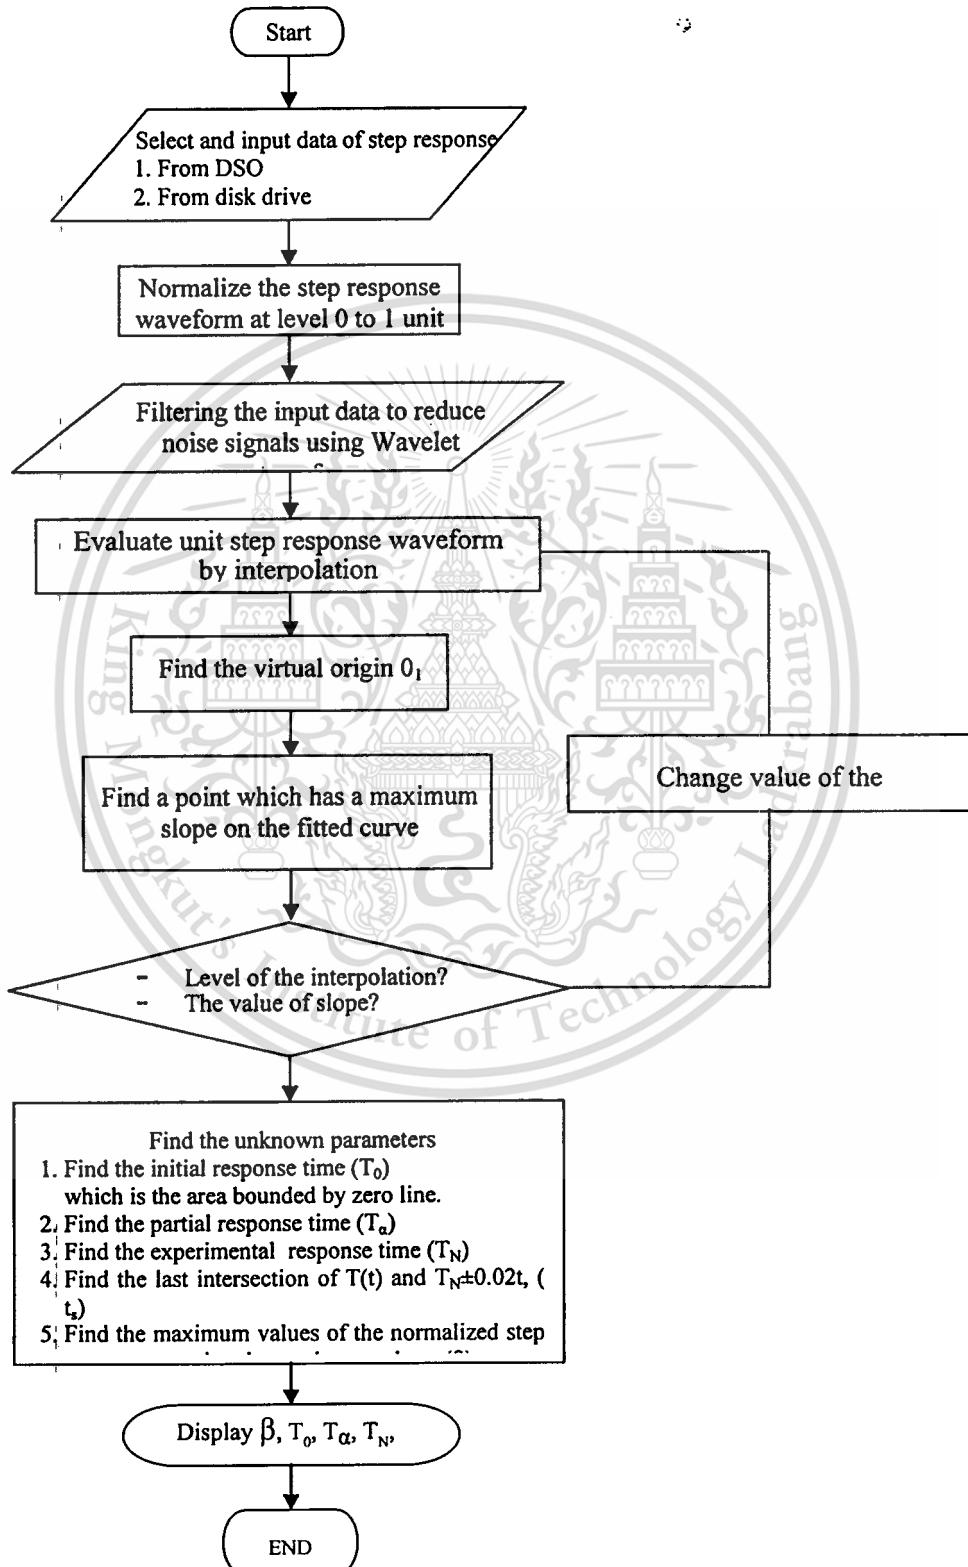 Start
Select and input data of step response
1. From DSO
2. From disk drive
Normalize the step response
waveform at level 0 to 1 unit
Filtering the input data to reduce
noise signals using Wavelet
Evaluate unit step response waveform
by interpolation
Find the virtual origin 0₁
Find a point which has a maximum
slope on the fitted curve
Change value of the
- Level of the interpolation?
- The value of slope?
Find the unknown parameters
1. Find the initial response time (T₀)
which is the area bounded by zero line.
2. Find the partial response time (Tα)
3. Find the experimental response time (T_N)
4. Find the last intersection of T(t) and T_N±0.02t, (
tₛ)
5. Find the maximum values of the normalized step
Display β, T₀, Tα, T_N,
END
King Mongkut's Institute of Technology Ladkrabang